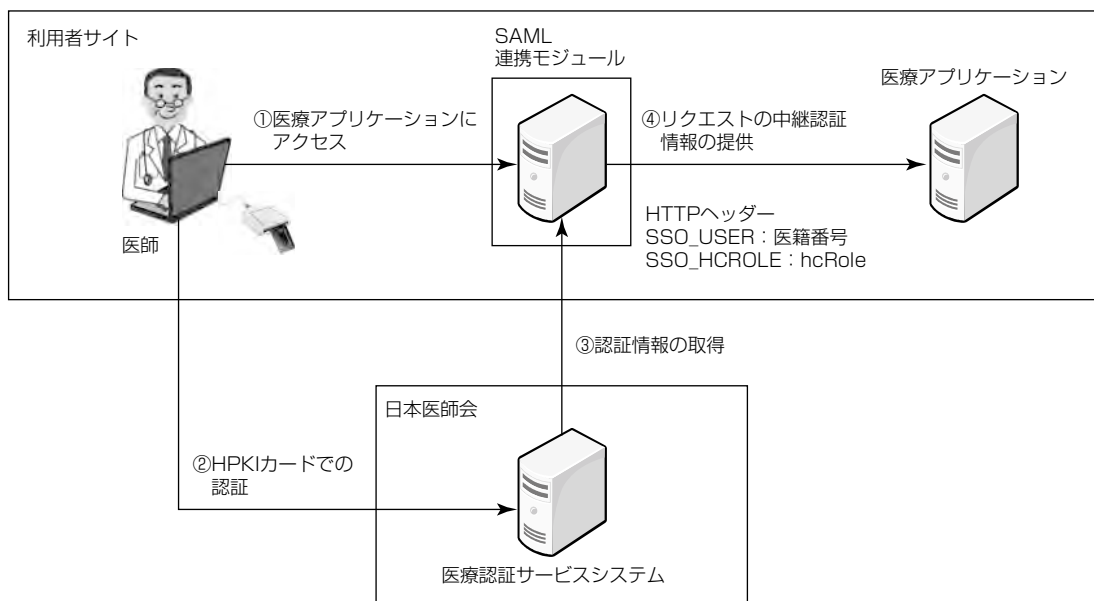 利用者サイト
SAML
連携モジュール
医療アプリケーション
①医療アプリケーションに
アクセス
④リクエストの中継認証
情報の提供
医師
HTTPヘッダー
SSO_USER：医籍番号
SSO_HCROLE：hcRole
③認証情報の取得
日本医師会
②HPKIカードでの
認証
医療認証サービスシステム